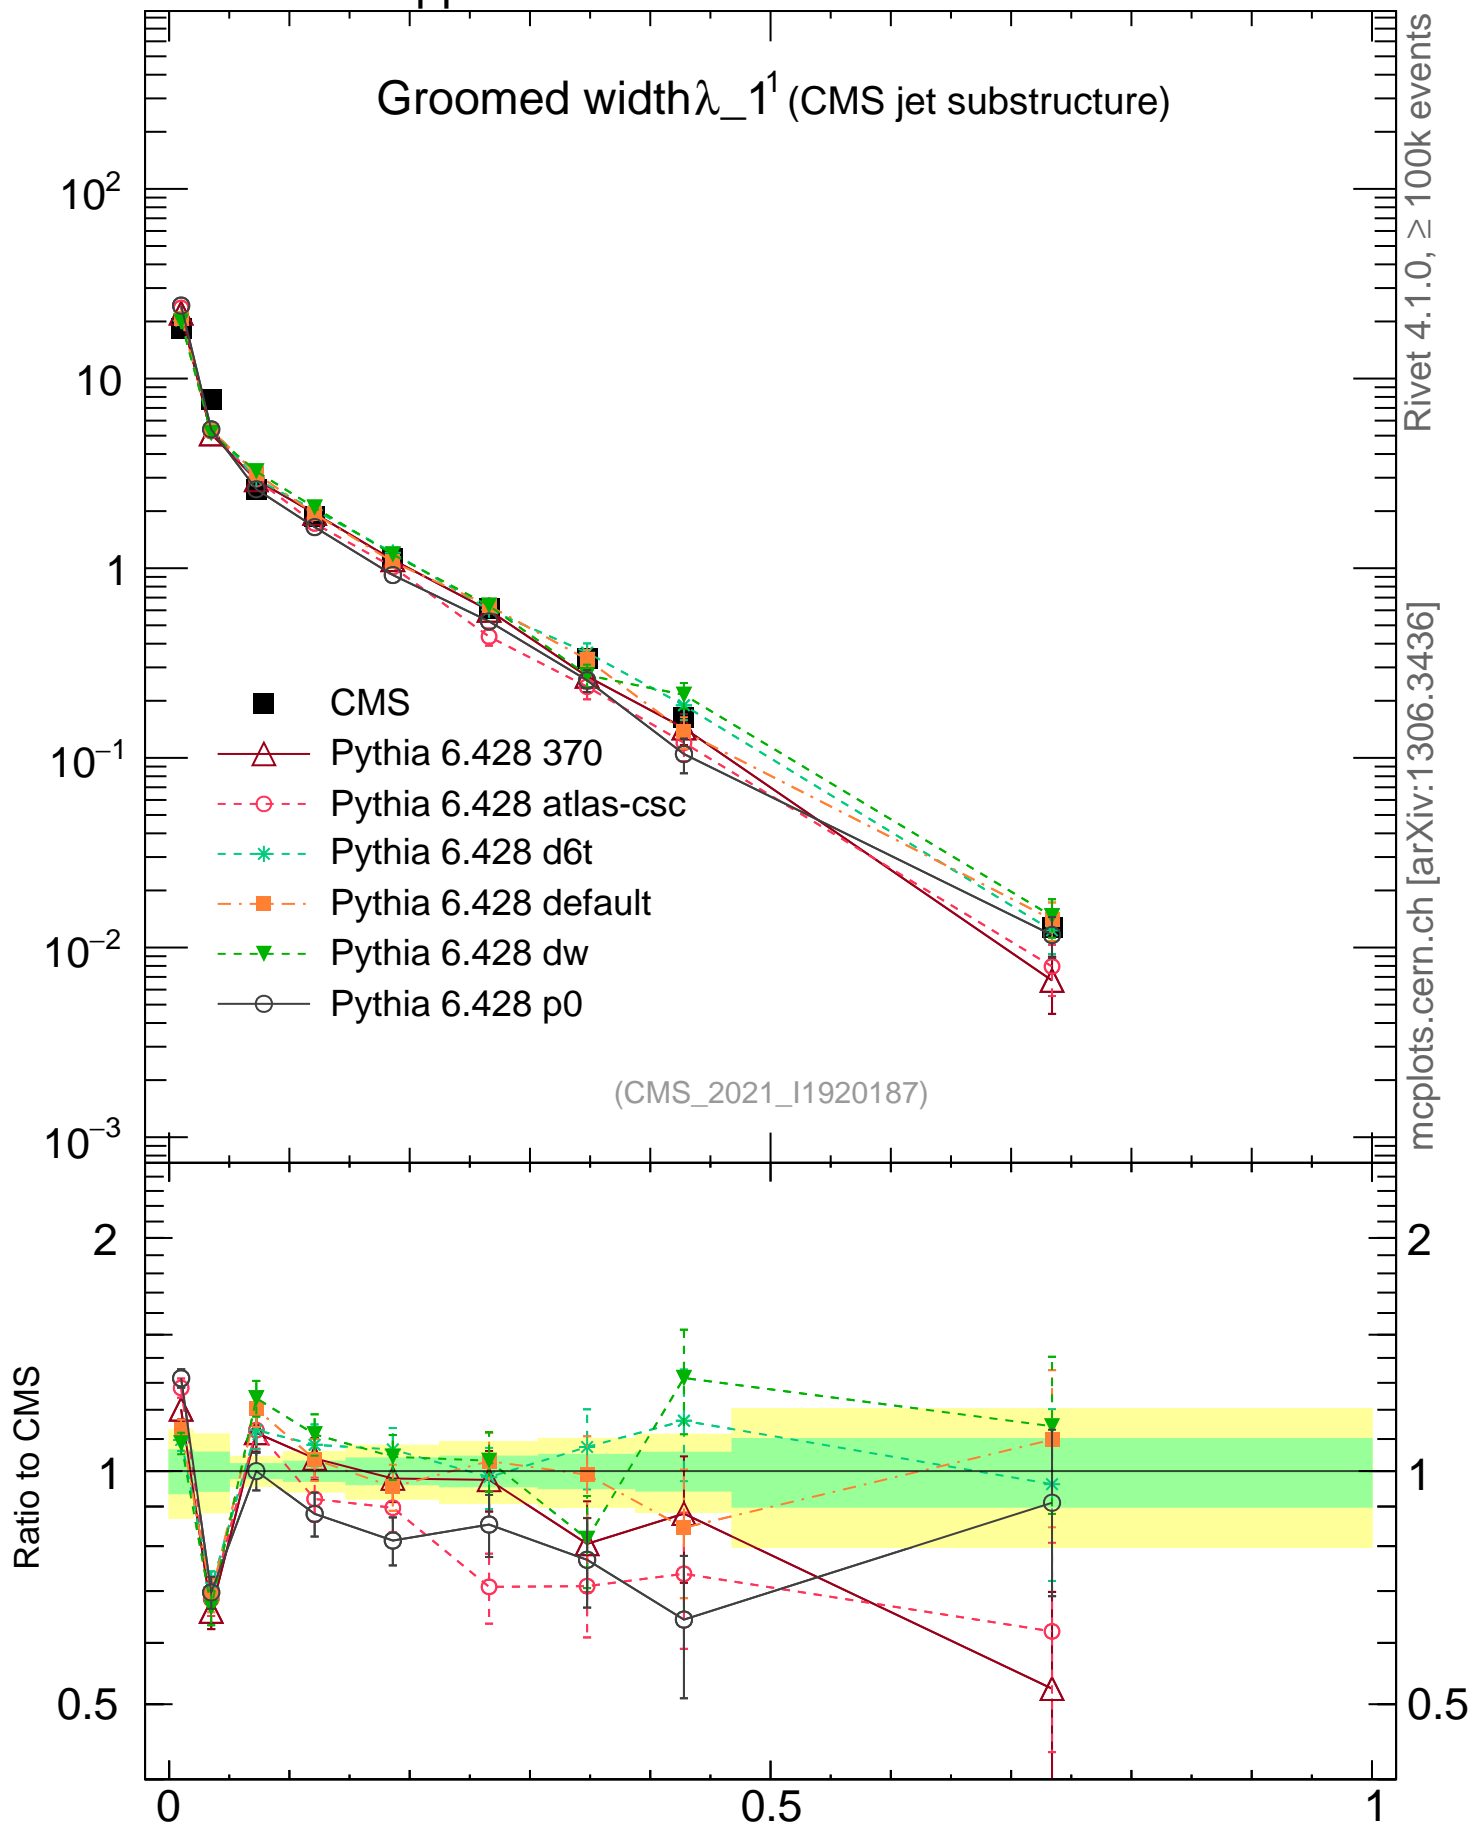 pp
Groomed widthλ_1¹ (CMS jet substructure)
10²
10
1
10⁻¹
10⁻²
10⁻³
CMS
Pythia 6.428 370
Pythia 6.428 atlas-csc
Pythia 6.428 d6t
Pythia 6.428 default
Pythia 6.428 dw
Pythia 6.428 p0
(CMS_2021_I1920187)
Rivet 4.1.0, ≥ 100k events
mcplots.cern.ch [arXiv:1306.3436]
Ratio to CMS
2
1
0.5
2
1
0.5
0
0.5
1